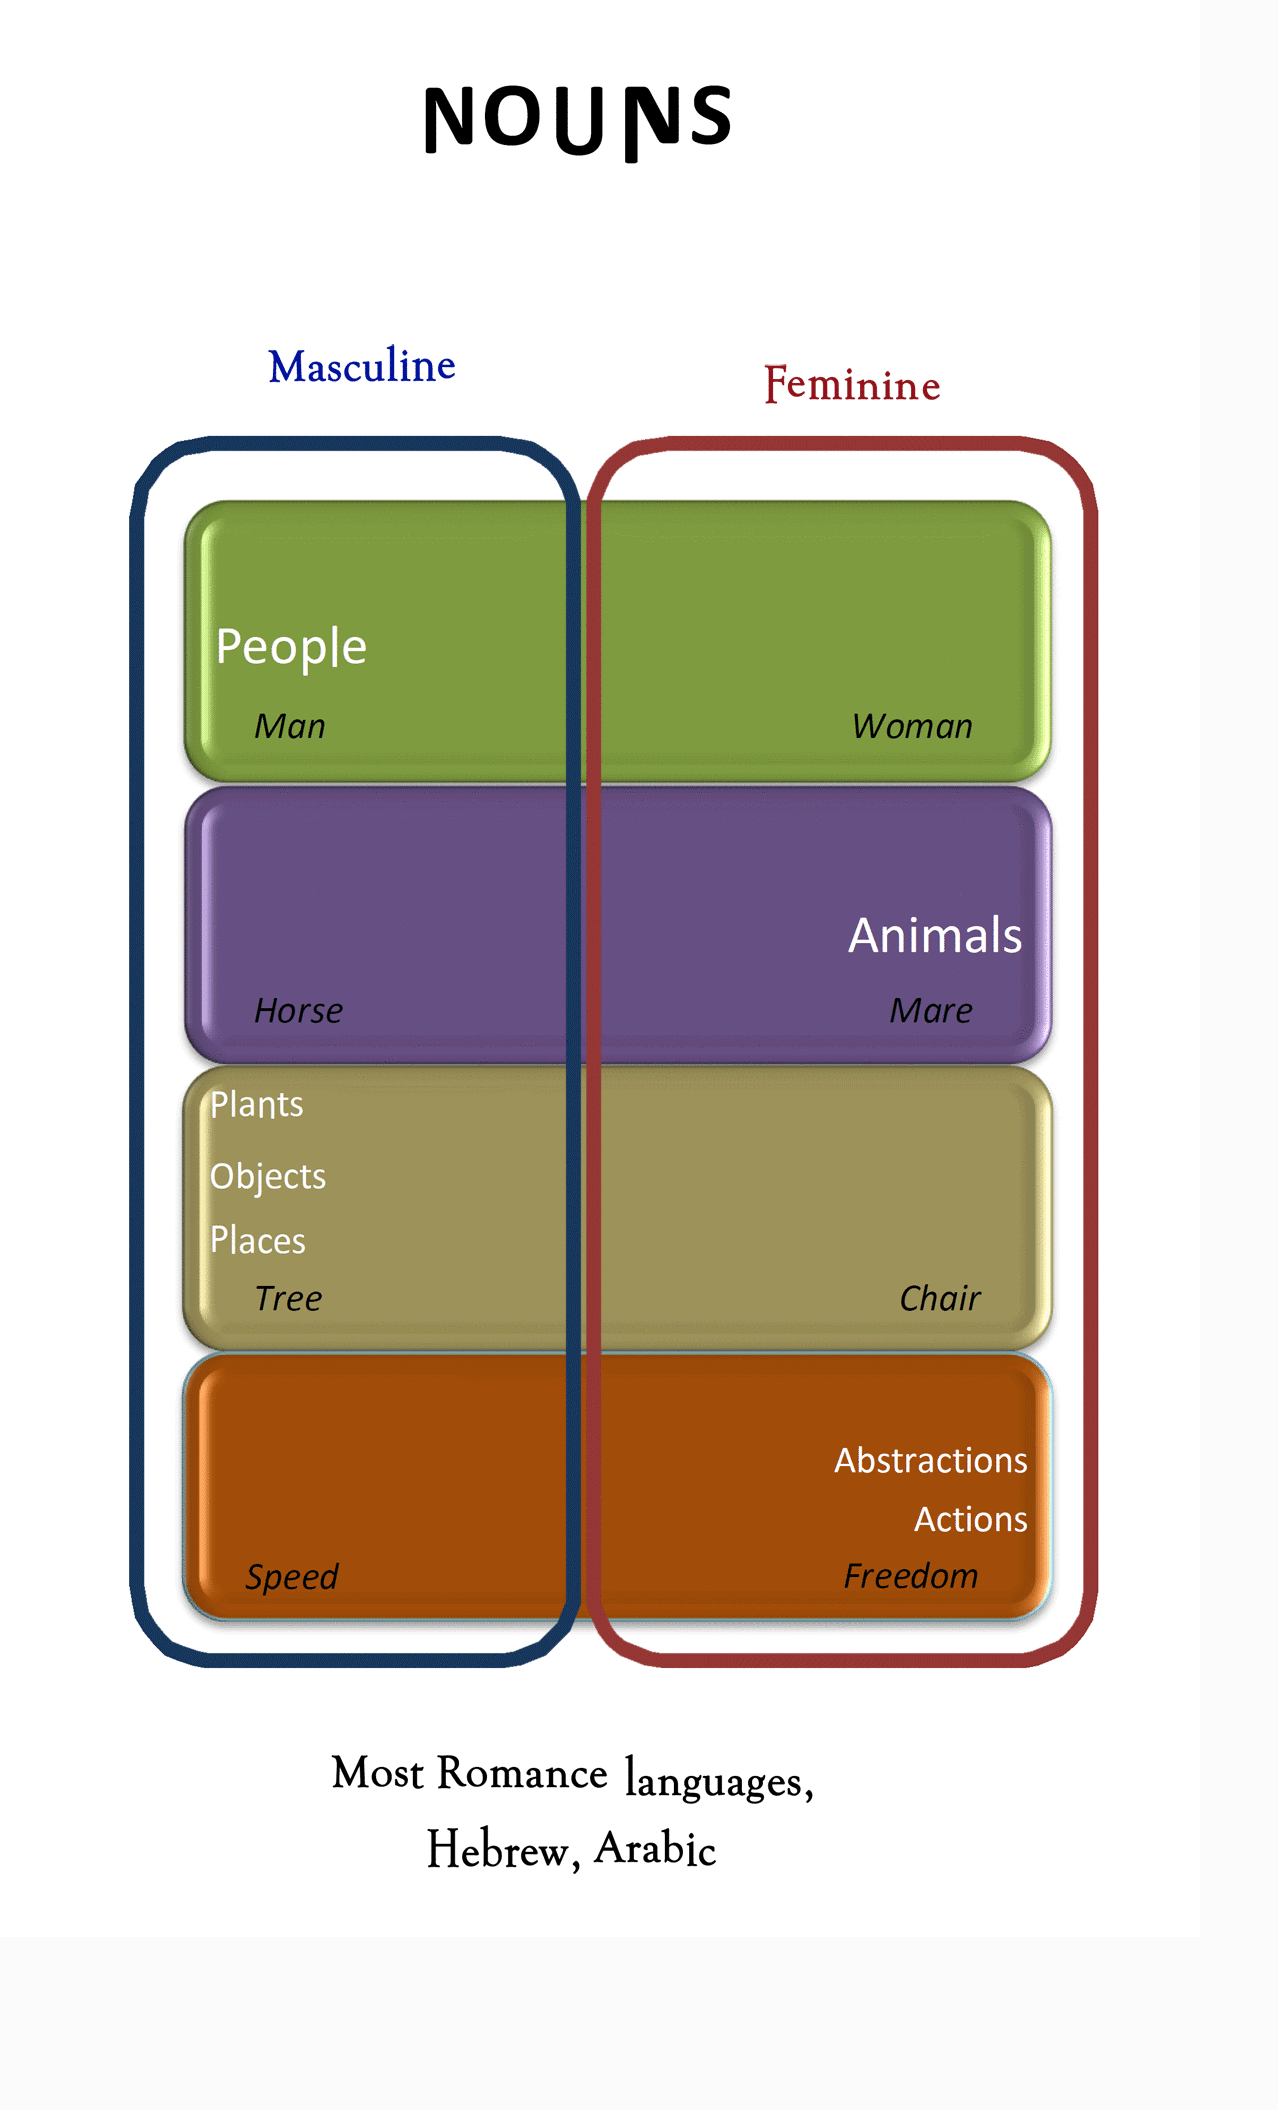 NOUNS
Masculine
Feminine
People
Man
Woman
Animals
Horse
Mare
Plants
Objects
Places
Tree
Chair
Abstractions
Actions
Speed
Freedom
Most Romance languages,
Hebrew, Arabic